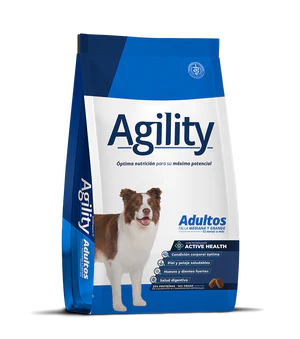 Agility
Óptima nutrición para su máximo potencial
Agility
Adultos
Adultos
TALLA MEDIANA Y GRANDE
ACTIVE HEALTH
Condición corporal óptima
Piel y pelaje saludables
Huesos y dientes fuertes
Salud digestiva